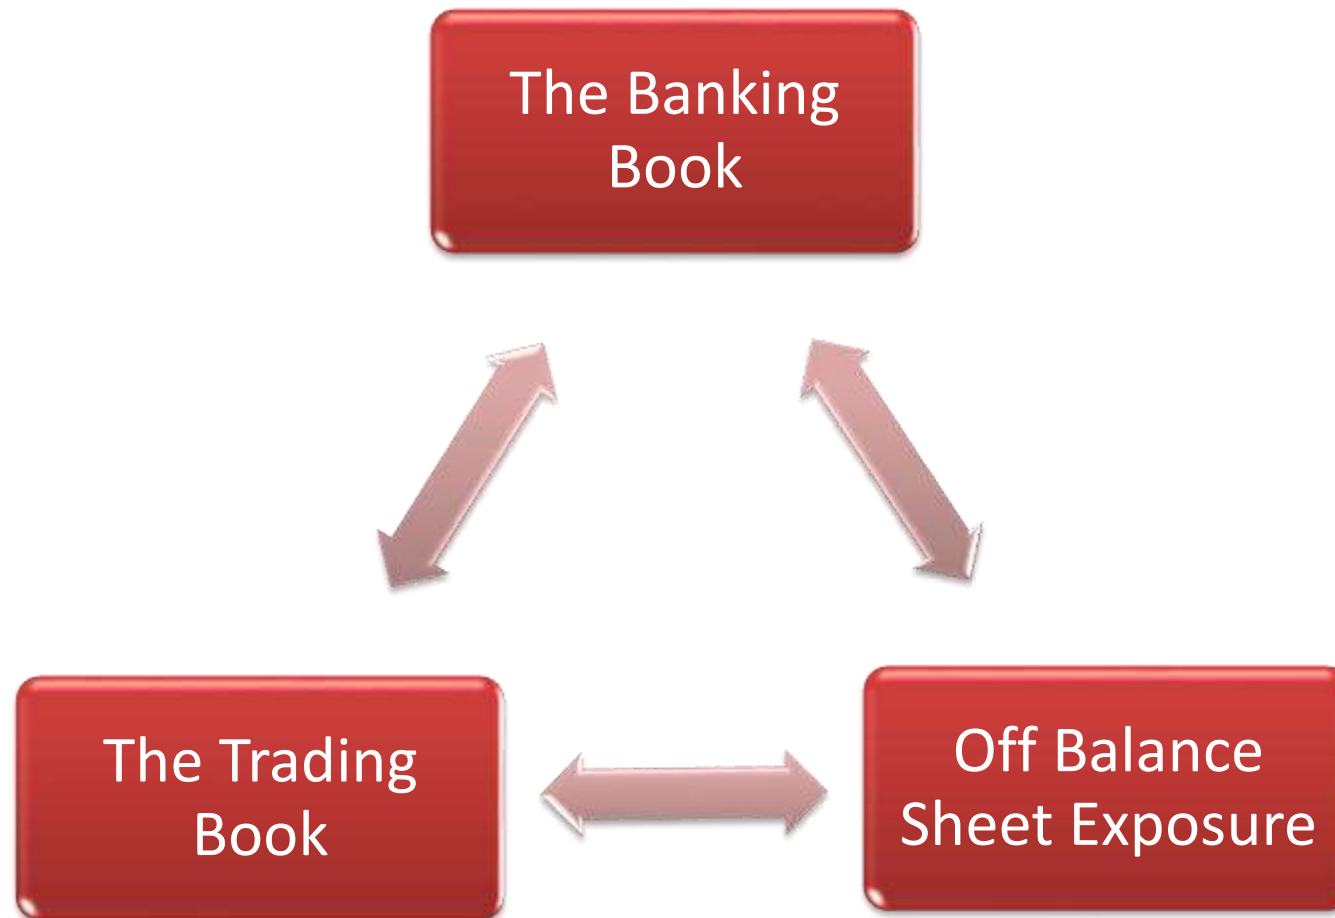 The Banking
Book
The Trading
Book
Off Balance
Sheet Exposure